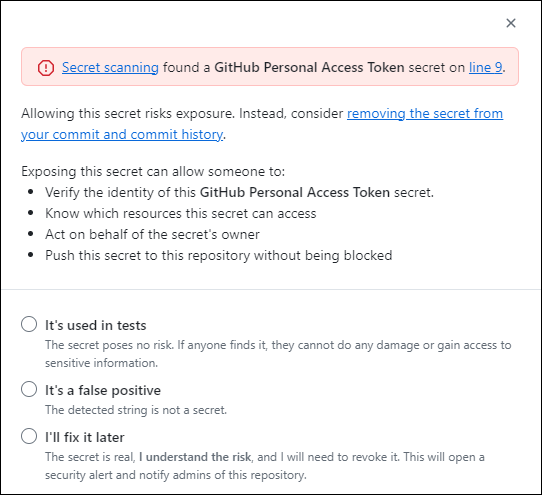 Secret scanning found a GitHub Personal Access Token secret on line 9.
Allowing this secret risks exposure. Instead, consider removing the secret from
your commit and commit history.
Exposing this secret can allow someone to:
• Verify the identity of this GitHub Personal Access Token secret.
• Know which resources this secret can access
• Act on behalf of the secret's owner
• Push this secret to this repository without being blocked
It's used in tests
The secret poses no risk. If anyone finds it, they cannot do any damage or gain access to
sensitive information.
It's a false positive
The detected string is not a secret.
I'll fix it later
The secret is real, I understand the risk, and I will need to revoke it. This will open a
security alert and notify admins of this repository.